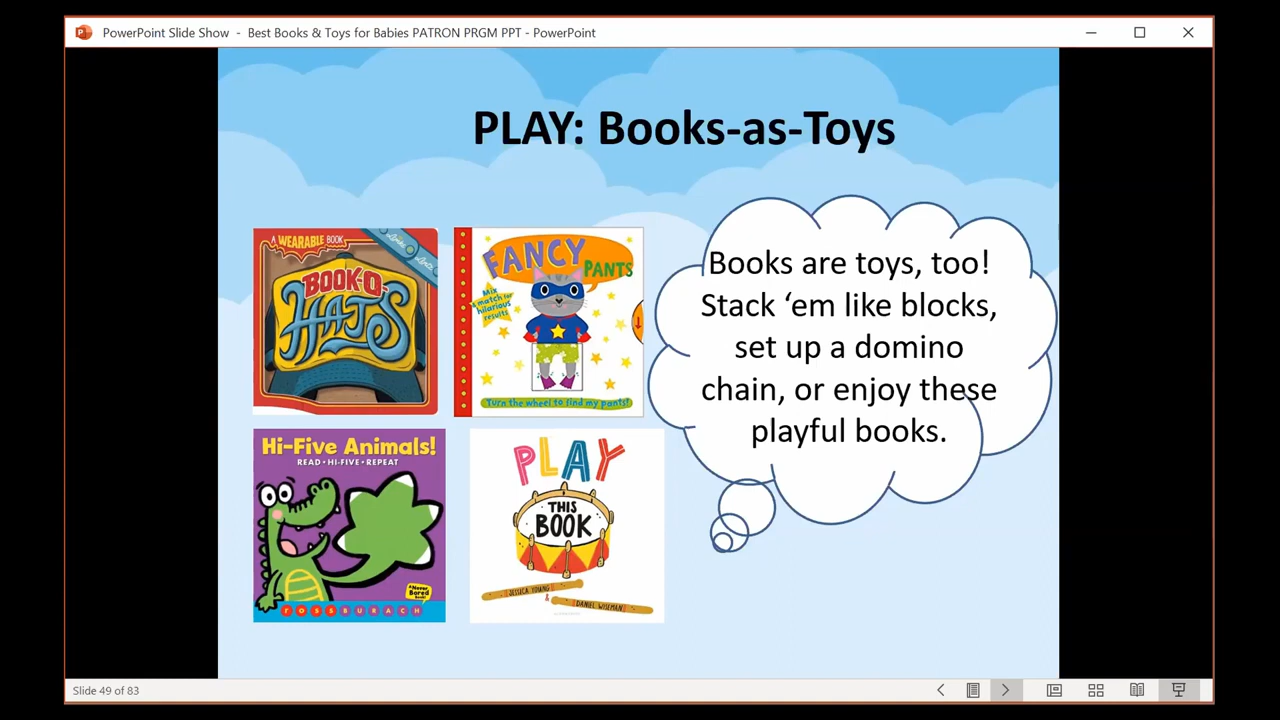 PowerPoint Slide Show - Best Books & Toys for Babies PATRON PRGM PPT - PowerPoint
PLAY: Books-as-Toys
A WEARABLE BOOK
BOOK-O-
HATS
FANCY
PANTS
Mix
& match for
hilarious
results
Turn the wheel to find my pants!
Books are toys, too!
Stack ‘em like blocks,
set up a domino
chain, or enjoy these
playful books.
Hi-Five Animals!
READ • HI-FIVE • REPEAT
A Never
Bored
Book!
ROSS BURACH
PLAY
THIS
BOOK
JESSICA YOUNG
&
DANIEL WISEMAN
Slide 49 of 83